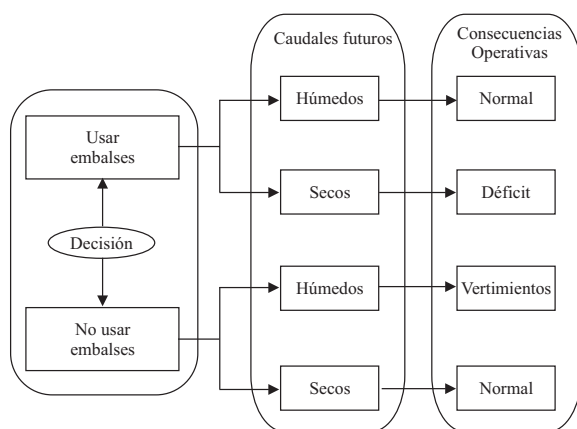 Caudales futuros
Consecuencias
Operativas
Usar
embalses
Húmedos
Normal
Secos
Déficit
Decisión
No usar
embalses
Húmedos
Vertimientos
Secos
Normal